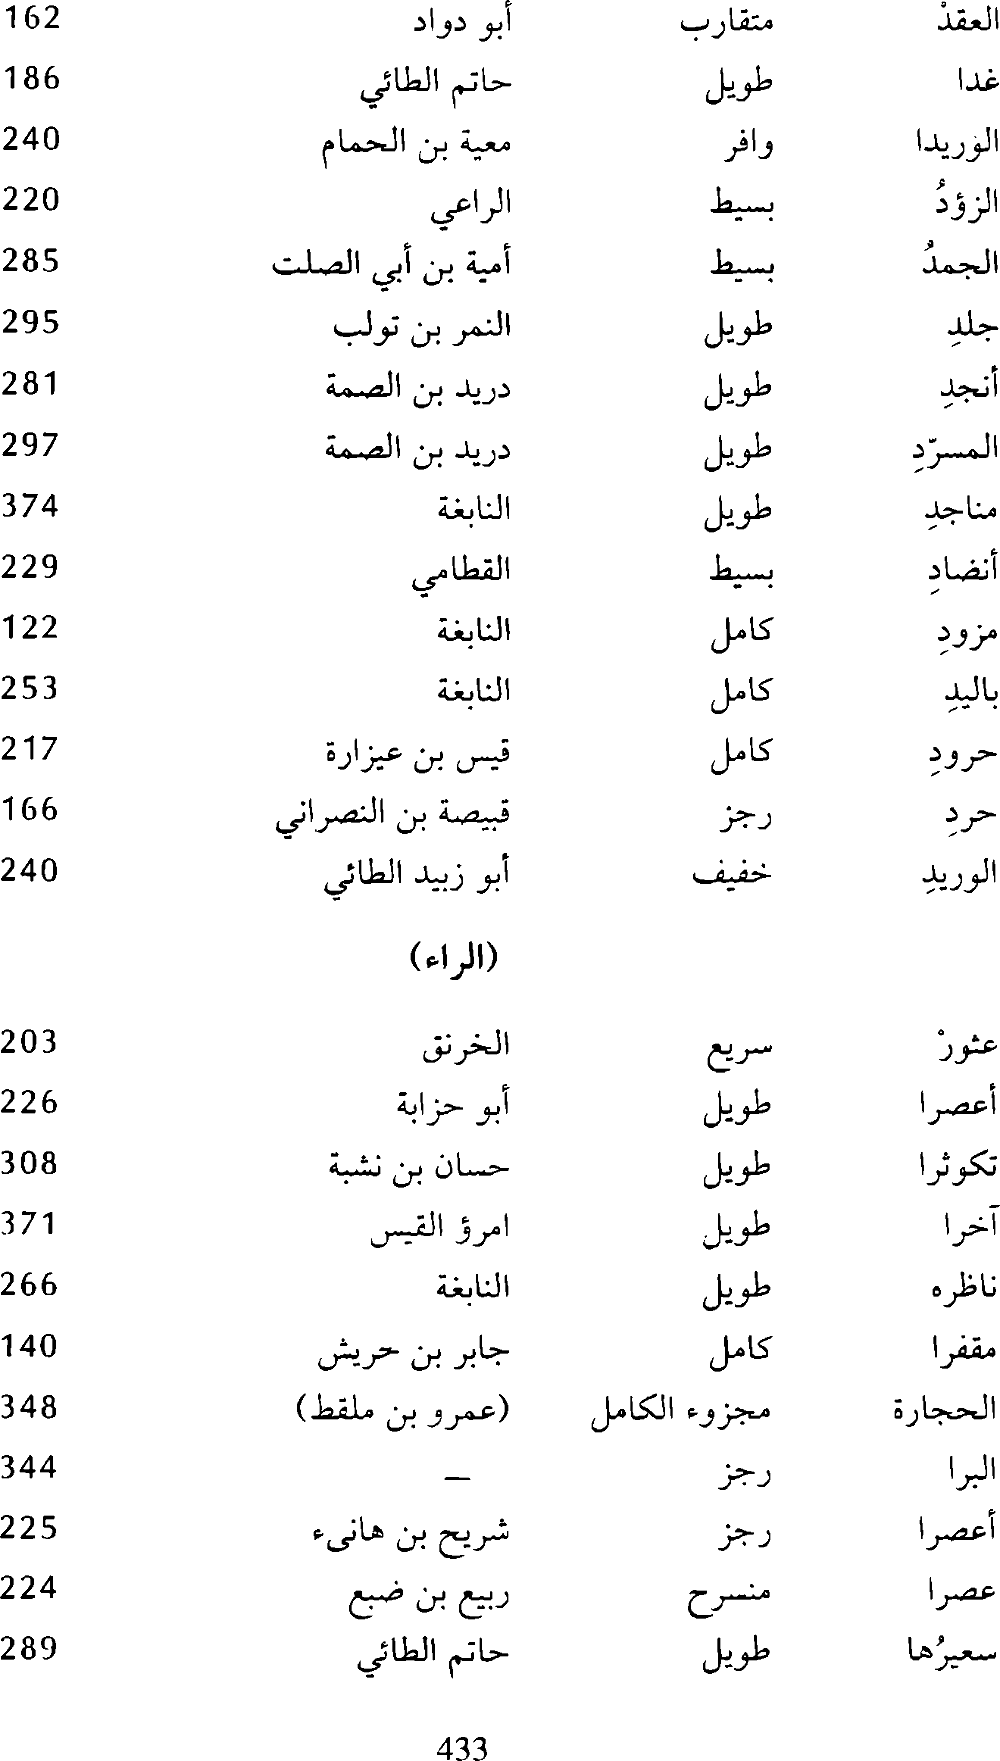 العقدْ متقارب أبو دواد 162
غدا طويل حاتم الطائي 186
الوريدا وافر معية بن الحمام 240
الزؤدُ بسيط الراعي 220
الجمدُ بسيط أمية بن أبي الصلت 285
جلدِ طويل النمر بن تولب 295
أنجدِ طويل دريد بن الصمة 281
المسرّدِ طويل دريد بن الصمة 297
مناجدِ طويل النابغة 374
أنضادِ بسيط القطامي 229
مزودِ كامل النابغة 122
باليدِ كامل النابغة 253
حرودِ كامل قيس بن عيزارة 217
حردِ رجز قبيصة بن النصراني 166
الوريدِ خفيف أبو زبيد الطائي 240
(الراء)
عثورْ سريع الخرنق 203
أعصرا طويل أبو حزابة 226
تكوثرا طويل حسان بن نشبة 308
آخرا طويل امرؤ القيس 371
ناظره طويل النابغة 266
مقفرا كامل جابر بن حريش 140
الحجارة مجزوء الكامل (عمرو بن ملقط) 348
البرا رجز — 344
أعصرا رجز شريح بن هانىء 225
عصرا منسرح ربيع بن ضبع 224
سعيرُها طويل حاتم الطائي 289
433